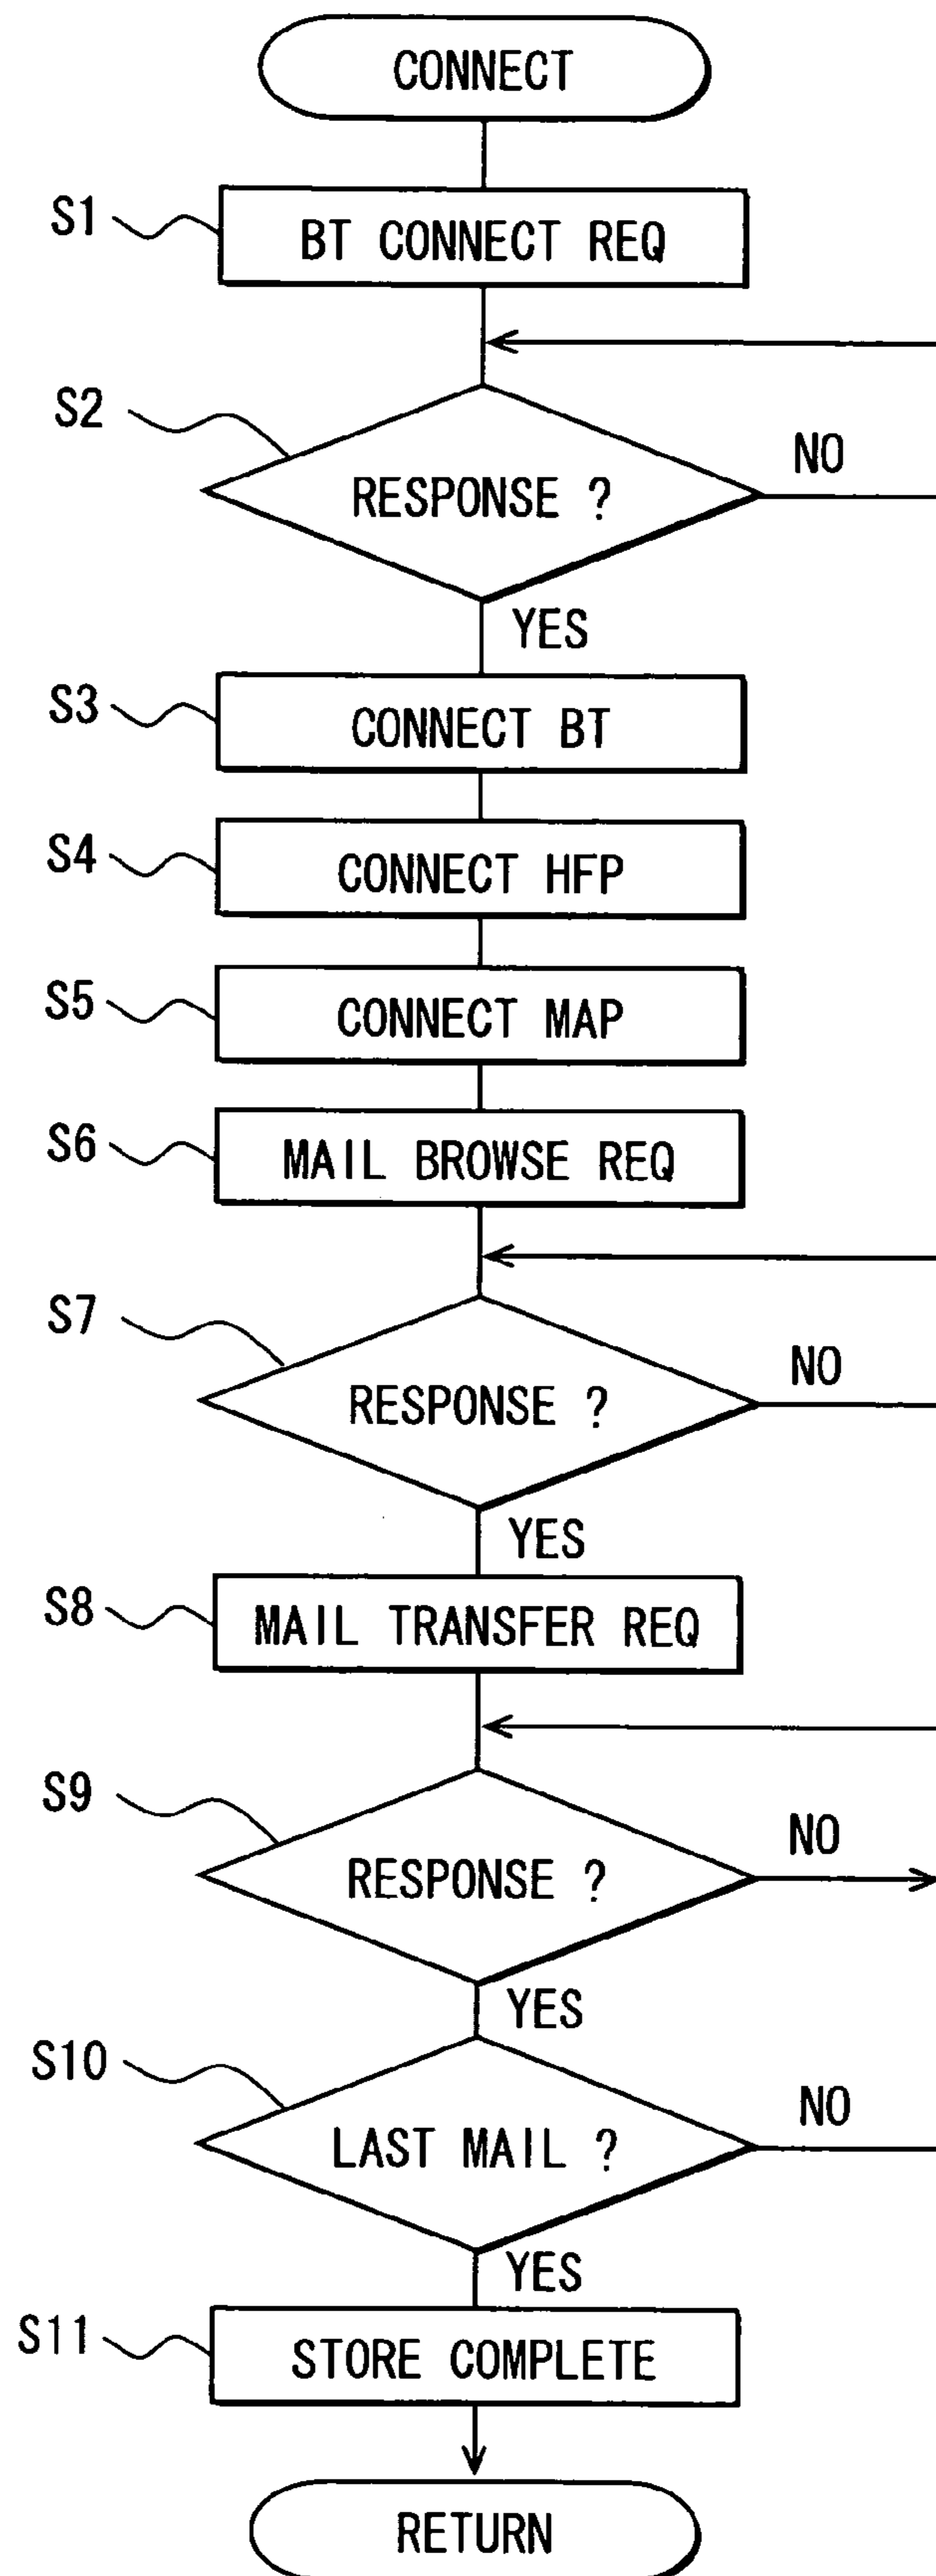 CONNECT
S1
BT CONNECT REQ
S2
RESPONSE ?
NO
YES
S3
CONNECT BT
S4
CONNECT HFP
S5
CONNECT MAP
S6
MAIL BROWSE REQ
S7
RESPONSE ?
NO
YES
S8
MAIL TRANSFER REQ
S9
RESPONSE ?
NO
YES
S10
LAST MAIL ?
NO
YES
S11
STORE COMPLETE
RETURN